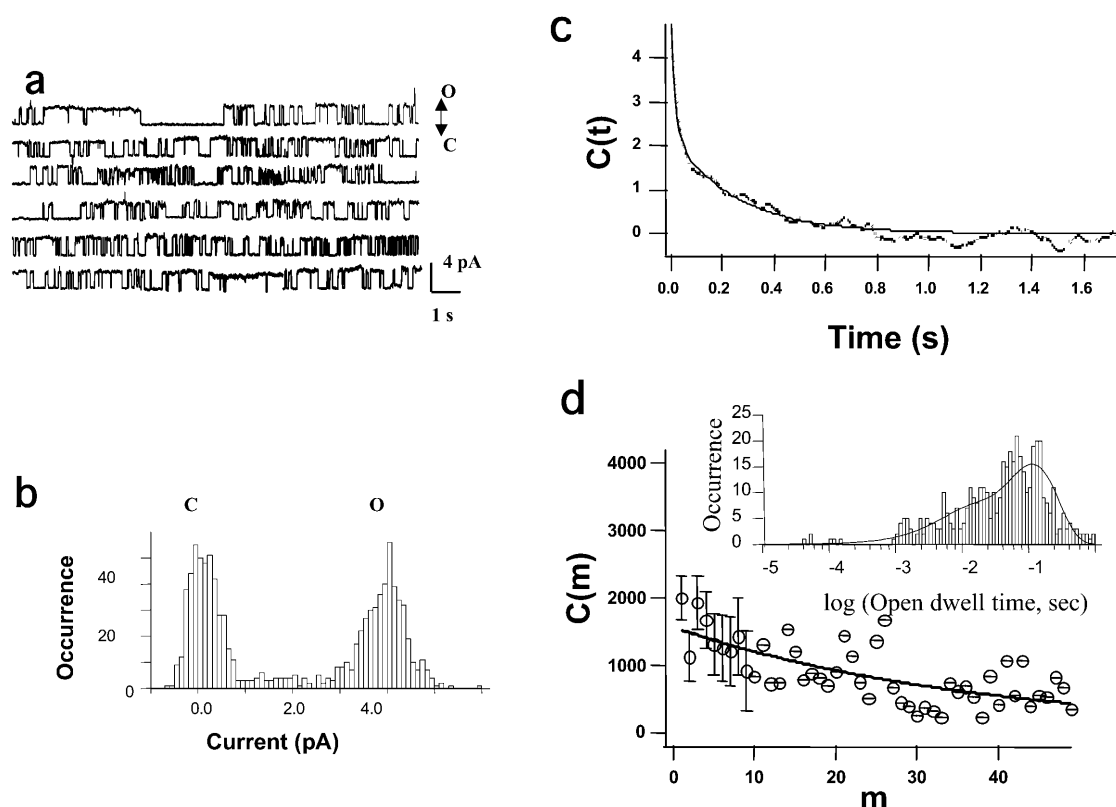 a
O
C
4 pA
1 s
b
C O
Occurrence
40
20
0
0.0 2.0 4.0
Current (pA)
c
C(t)
4
3
2
1
0
0.0 0.2 0.4 0.6 0.8 1.0 1.2 1.4 1.6
Time (s)
d
C(m)
4000
3000
2000
1000
0
0 10 20 30 40
m
Occurrence
25
20
15
10
5
0
-5 -4 -3 -2 -1
log (Open dwell time, sec)